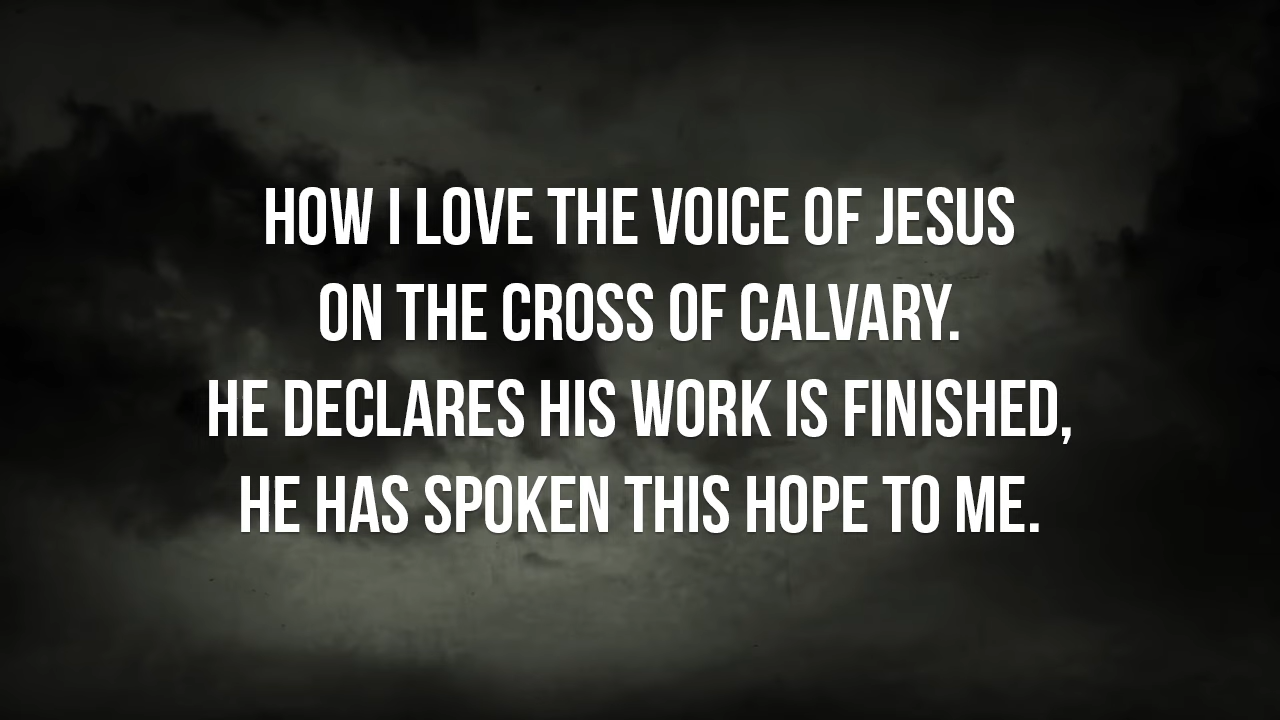 HOW I LOVE THE VOICE OF JESUS
ON THE CROSS OF CALVARY.
HE DECLARES HIS WORK IS FINISHED,
HE HAS SPOKEN THIS HOPE TO ME.